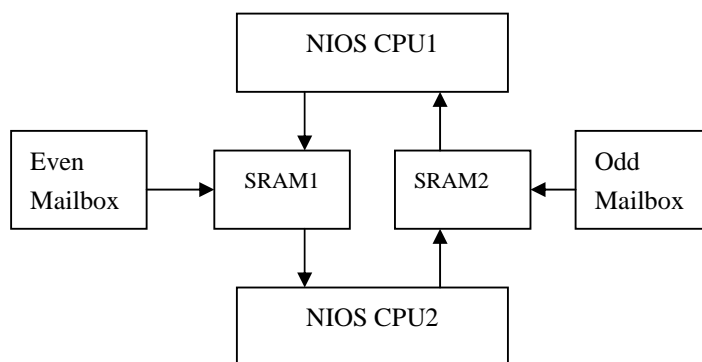 NIOS CPU1
Even
Mailbox
SRAM1
SRAM2
Odd
Mailbox
NIOS CPU2